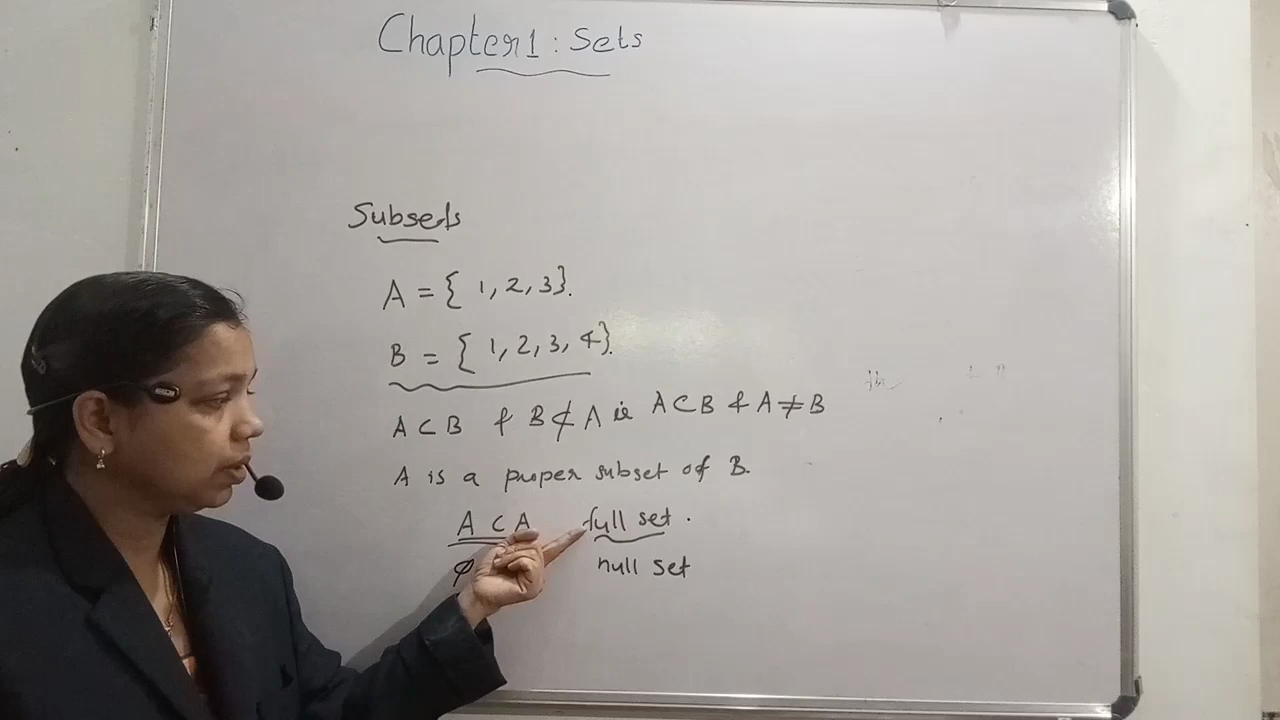 Chapter 1 : Sets
Subsets
A = { 1, 2, 3}.
B = { 1, 2, 3, 4}.
A ⊂ B & B ⊄ A ie A ⊂ B & A ≠ B
A is a proper subset of B.
A ⊂ A full set.
φ null set